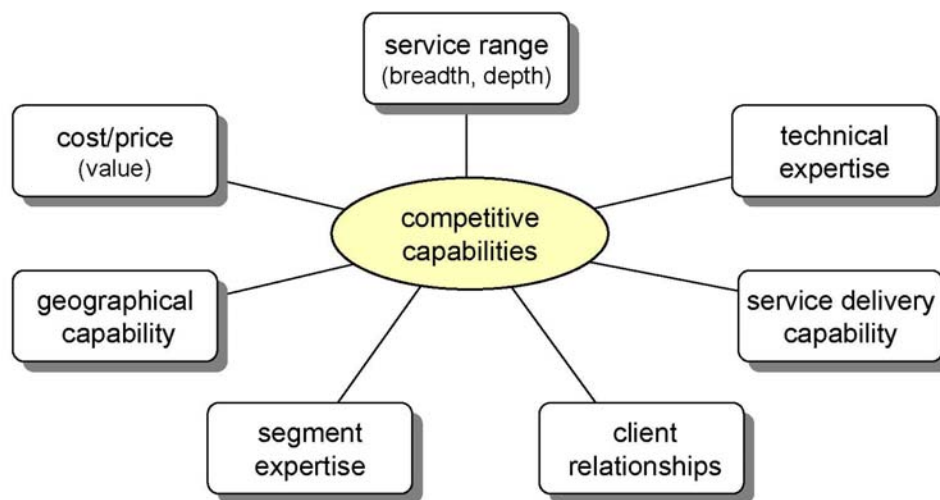 service range
(breadth, depth)
cost/price
(value)
technical
expertise
competitive
capabilities
geographical
capability
service delivery
capability
segment
expertise
client
relationships